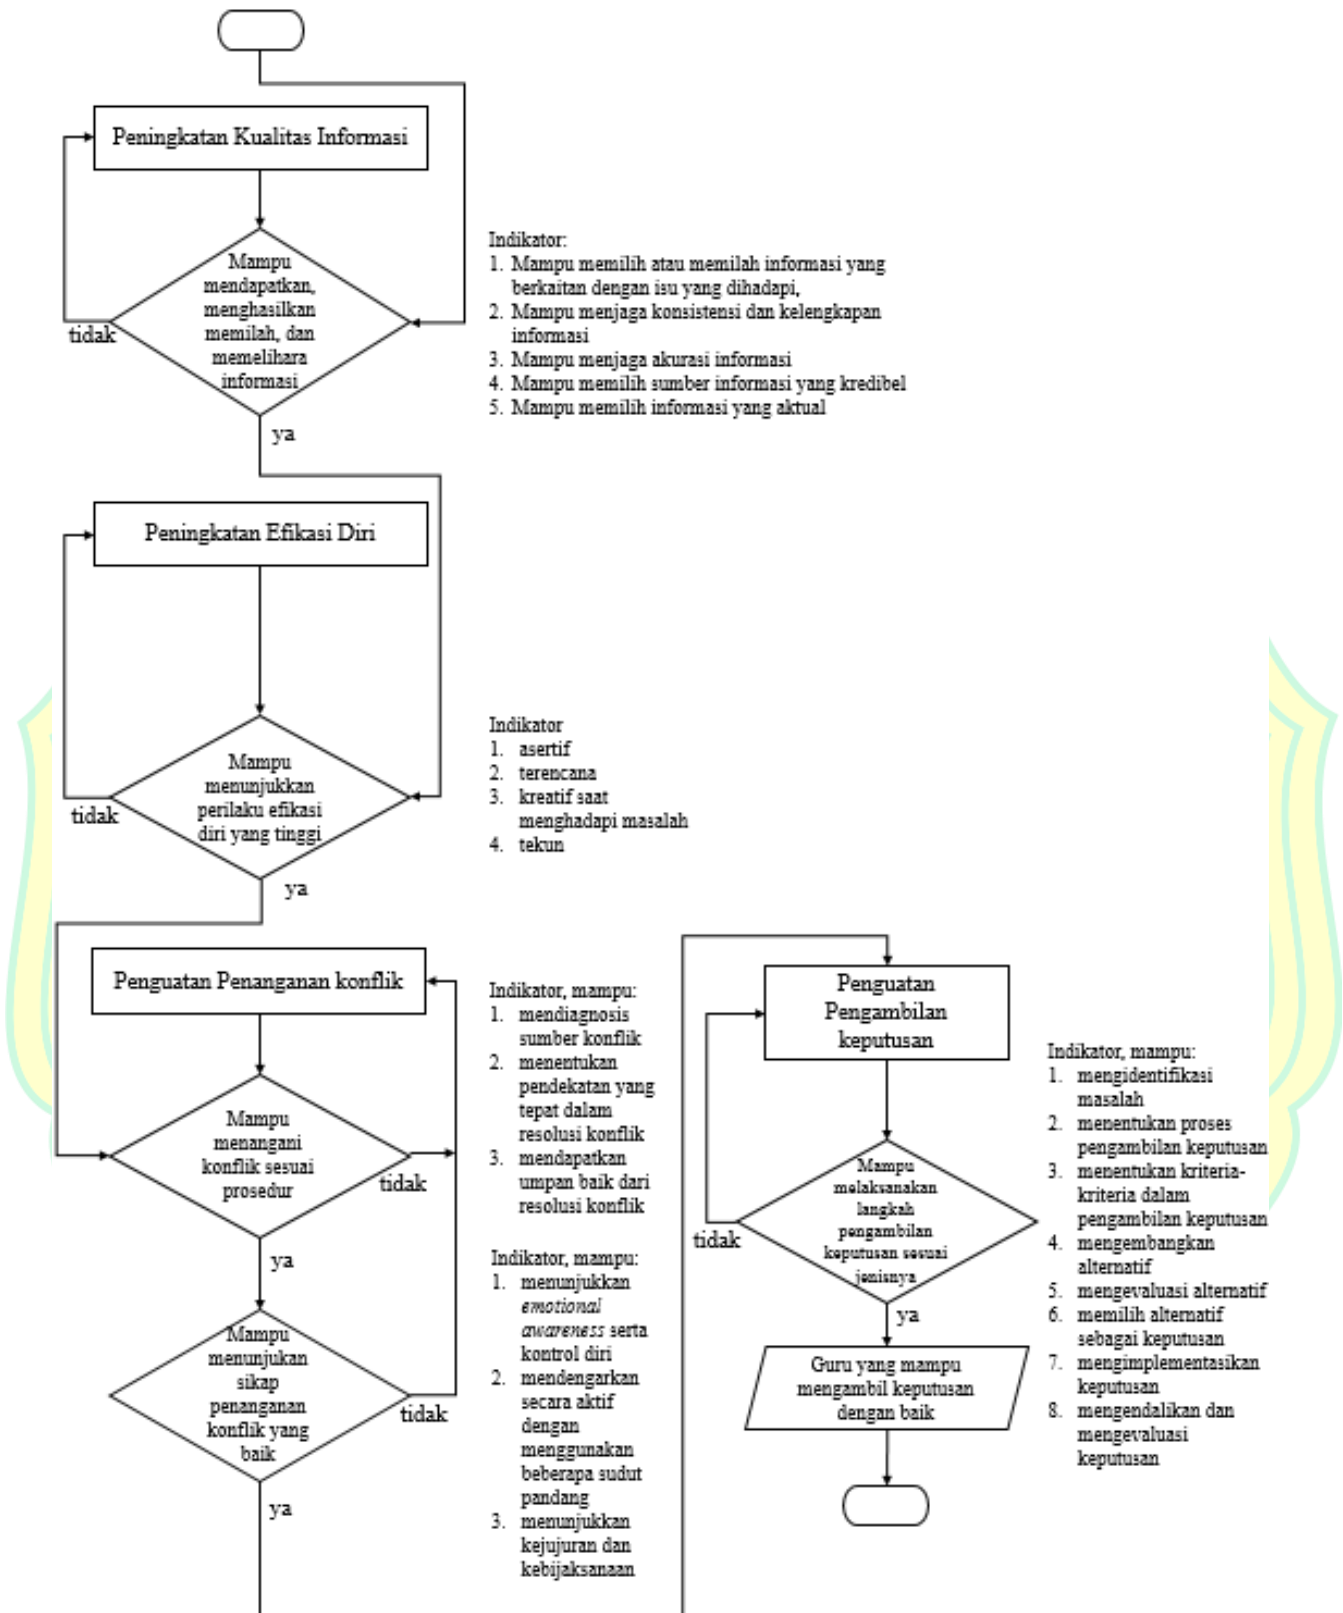 Peningkatan Kualitas Informasi
Mampu
mendapatkan,
menghasilkan
memilah, dan
memelihara
informasi
tidak
ya
Indikator:
1. Mampu memilih atau memilah informasi yang
berkaitan dengan isu yang dihadapi,
2. Mampu menjaga konsistensi dan kelengkapan
informasi
3. Mampu menjaga akurasi informasi
4. Mampu memilih sumber informasi yang kredibel
5. Mampu memilih informasi yang aktual
Peningkatan Efikasi Diri
Mampu
menunjukkan
perilaku efikasi
diri yang tinggi
tidak
ya
Indikator
1. asertif
2. terencana
3. kreatif saat
menghadapi masalah
4. tekun
Penguatan Penanganan konflik
Mampu
menangani
konflik sesuai
prosedur
tidak
ya
Mampu
menunjukan
sikap
penanganan
konflik yang
baik
tidak
ya
Indikator, mampu:
1. mendiagnosis
sumber konflik
2. menentukan
pendekatan yang
tepat dalam
resolusi konflik
3. mendapatkan
umpan baik dari
resolusi konflik
Indikator, mampu:
1. menunjukkan
emotional
awareness serta
kontrol diri
2. mendengarkan
secara aktif
dengan
menggunakan
beberapa sudut
pandang
3. menunjukkan
kejujuran dan
kebijaksanaan
Penguatan
Pengambilan
keputusan
Mampu
melaksanakan
langkah
pengambilan
keputusan sesuai
jenisnya
tidak
ya
Guru yang mampu
mengambil keputusan
dengan baik
Indikator, mampu:
1. mengidentifikasi
masalah
2. menentukan proses
pengambilan keputusan
3. menentukan kriteria-
kriteria dalam
pengambilan keputusan
4. mengembangkan
alternatif
5. mengevaluasi alternatif
6. memilih alternatif
sebagai keputusan
7. mengimplementasikan
keputusan
8. mengendalikan dan
mengevaluasi
keputusan